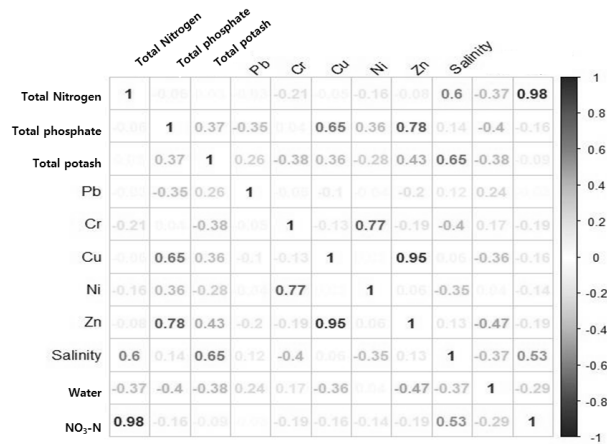 Total Nitrogen Total phosphate Total potash Pb Cr Cu Ni Zn Salinity
Total Nitrogen 1 -0.21 -0.16 -0.08 0.6 -0.37 0.98 1
Total phosphate 1 0.37 -0.35 0.65 0.36 0.78 0.14 -0.4 -0.16 0.8
Total potash 0.37 1 0.26 -0.38 0.36 -0.28 0.43 0.65 -0.38 -0.09 0.6
Pb -0.35 0.26 1 -0.1 -0.2 0.12 0.24 0.4
Cr -0.21 -0.38 1 -0.13 0.77 -0.19 -0.4 0.17 -0.19 0.2
Cu 0.65 0.36 -0.1 -0.13 1 0.95 -0.36 -0.16 0
Ni -0.16 0.36 -0.28 0.77 1 -0.35 -0.14 -0.2
Zn -0.08 0.78 0.43 -0.2 -0.19 0.95 1 0.13 -0.47 -0.19 -0.4
Salinity 0.6 0.14 0.65 0.12 -0.4 -0.35 0.13 1 -0.37 0.53 -0.6
Water -0.37 -0.4 -0.38 0.24 0.17 -0.36 -0.47 -0.37 1 -0.29 -0.8
NO₃-N 0.98 -0.16 -0.09 -0.19 -0.16 -0.14 -0.19 0.53 -0.29 1 -1